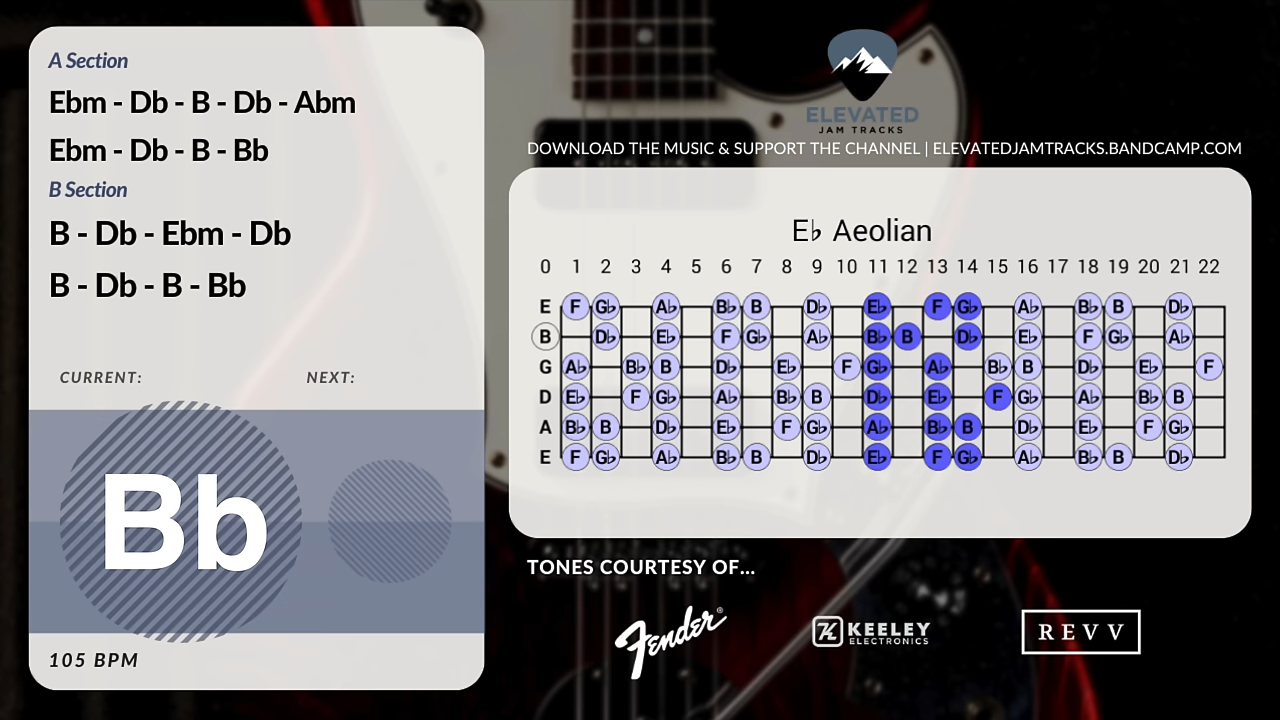 A Section
Ebm - Db - B - Db - Abm
Ebm - Db - B - Bb
B Section
B - Db - Ebm - Db
B - Db - B - Bb
CURRENT:
NEXT:
Bb
105 BPM
ELEVATED
JAM TRACKS
DOWNLOAD THE MUSIC & SUPPORT THE CHANNEL | ELEVATEDJAMTRACKS.BANDCAMP.COM
E♭ Aeolian
0 1 2 3 4 5 6 7 8 9 10 11 12 13 14 15 16 17 18 19 20 21 22
E F G♭ A♭ B♭ B D♭ E♭ F G♭ A♭ B♭ B D♭
B D♭ E♭ F G♭ A♭ B♭ B D♭ E♭ F G♭ A♭
G A♭ B♭ B D♭ E♭ F G♭ A♭ B♭ B D♭ E♭ F
D E♭ F G♭ A♭ B♭ B D♭ E♭ F G♭ A♭ B♭ B
A B♭ B D♭ E♭ F G♭ A♭ B♭ B D♭ E♭ F G♭
E F G♭ A♭ B♭ B D♭ E♭ F G♭ A♭ B♭ B D♭
TONES COURTESY OF...
Fender®
KEELEY
ELECTRONICS
REVV